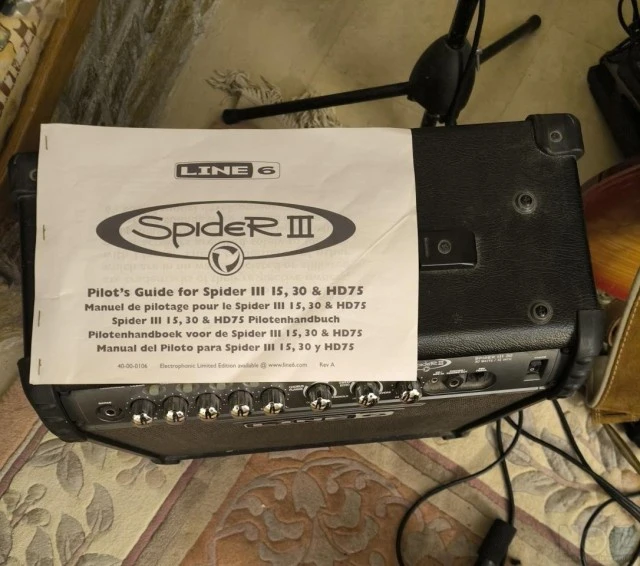 LINE 6
SPIDER III
Pilot's Guide for Spider III 15, 30 & HD75
Manuel de pilotage pour le Spider III 15, 30 & HD75
Spider III 15, 30 & HD75 Pilotenhandbuch
Pilotenhandboek voor de Spider III 15, 30 & HD75
Manual del Piloto para Spider III 15, 30 y HD75
40-00-0106 Electrophonic Limited Edition available @ www.line6.com Rev A
LINE 6